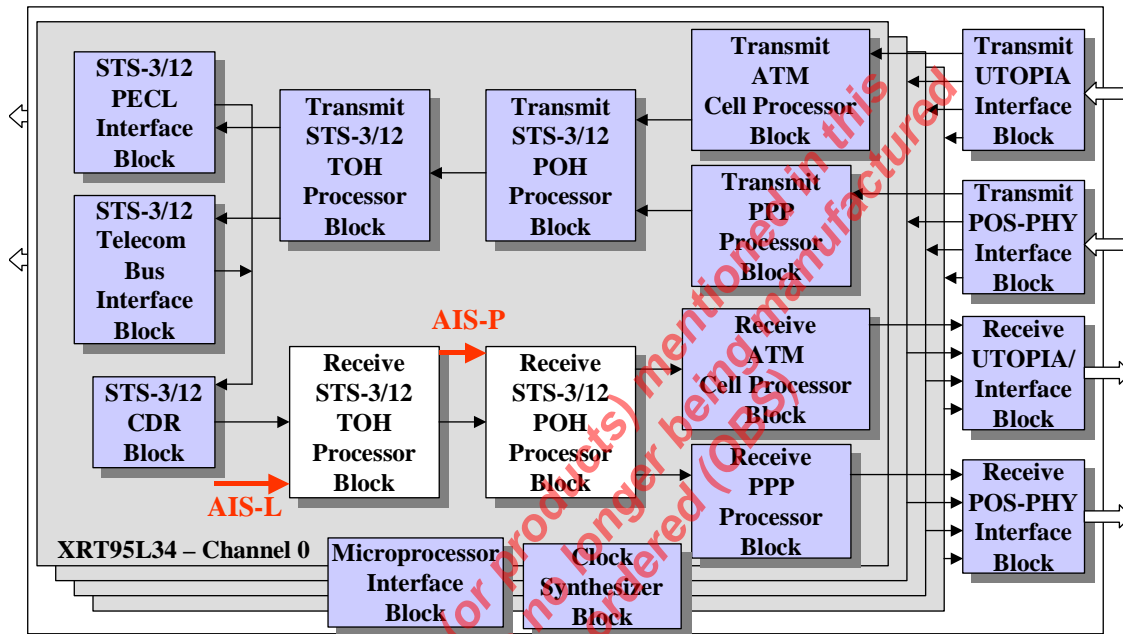 STS-3/12
PECL
Interface
Block
STS-3/12
Telecom
Bus
Interface
Block
STS-3/12
CDR
Block
Transmit
STS-3/12
TOH
Processor
Block
Transmit
STS-3/12
POH
Processor
Block
Transmit
ATM
Cell Processor
Block
Transmit
PPP
Processor
Block
Transmit
UTOPIA
Interface
Block
Transmit
POS-PHY
Interface
Block
AIS-P
AIS-L
Receive
STS-3/12
TOH
Processor
Block
Receive
STS-3/12
POH
Processor
Block
Receive
ATM
Cell Processor
Block
Receive
PPP
Processor
Block
Receive
UTOPIA/
Interface
Block
Receive
POS-PHY
Interface
Block
XRT95L34 – Channel 0
Microprocessor
Interface
Block
Clock
Synthesizer
Block
(or products) mentioned in this
no longer being manufactured
ordered (OBS)